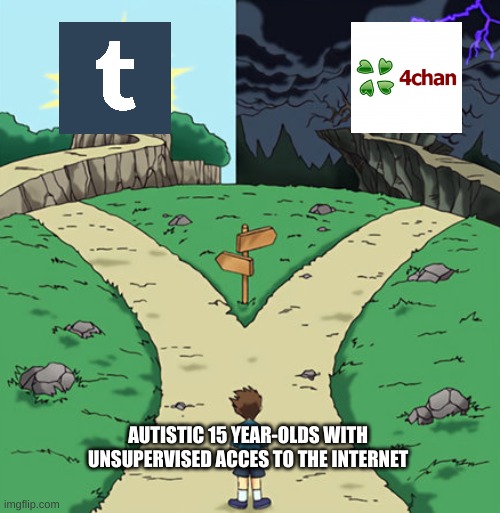 t
4chan
AUTISTIC 15 YEAR-OLDS WITH
UNSUPERVISED ACCES TO THE INTERNET
imgflip.com